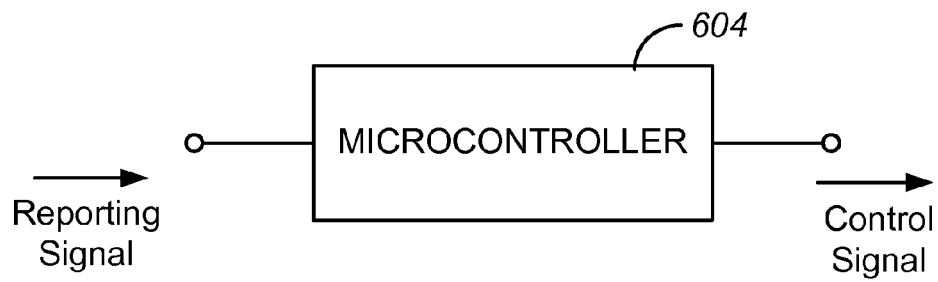 604
MICROCONTROLLER
Reporting
Signal
Control
Signal